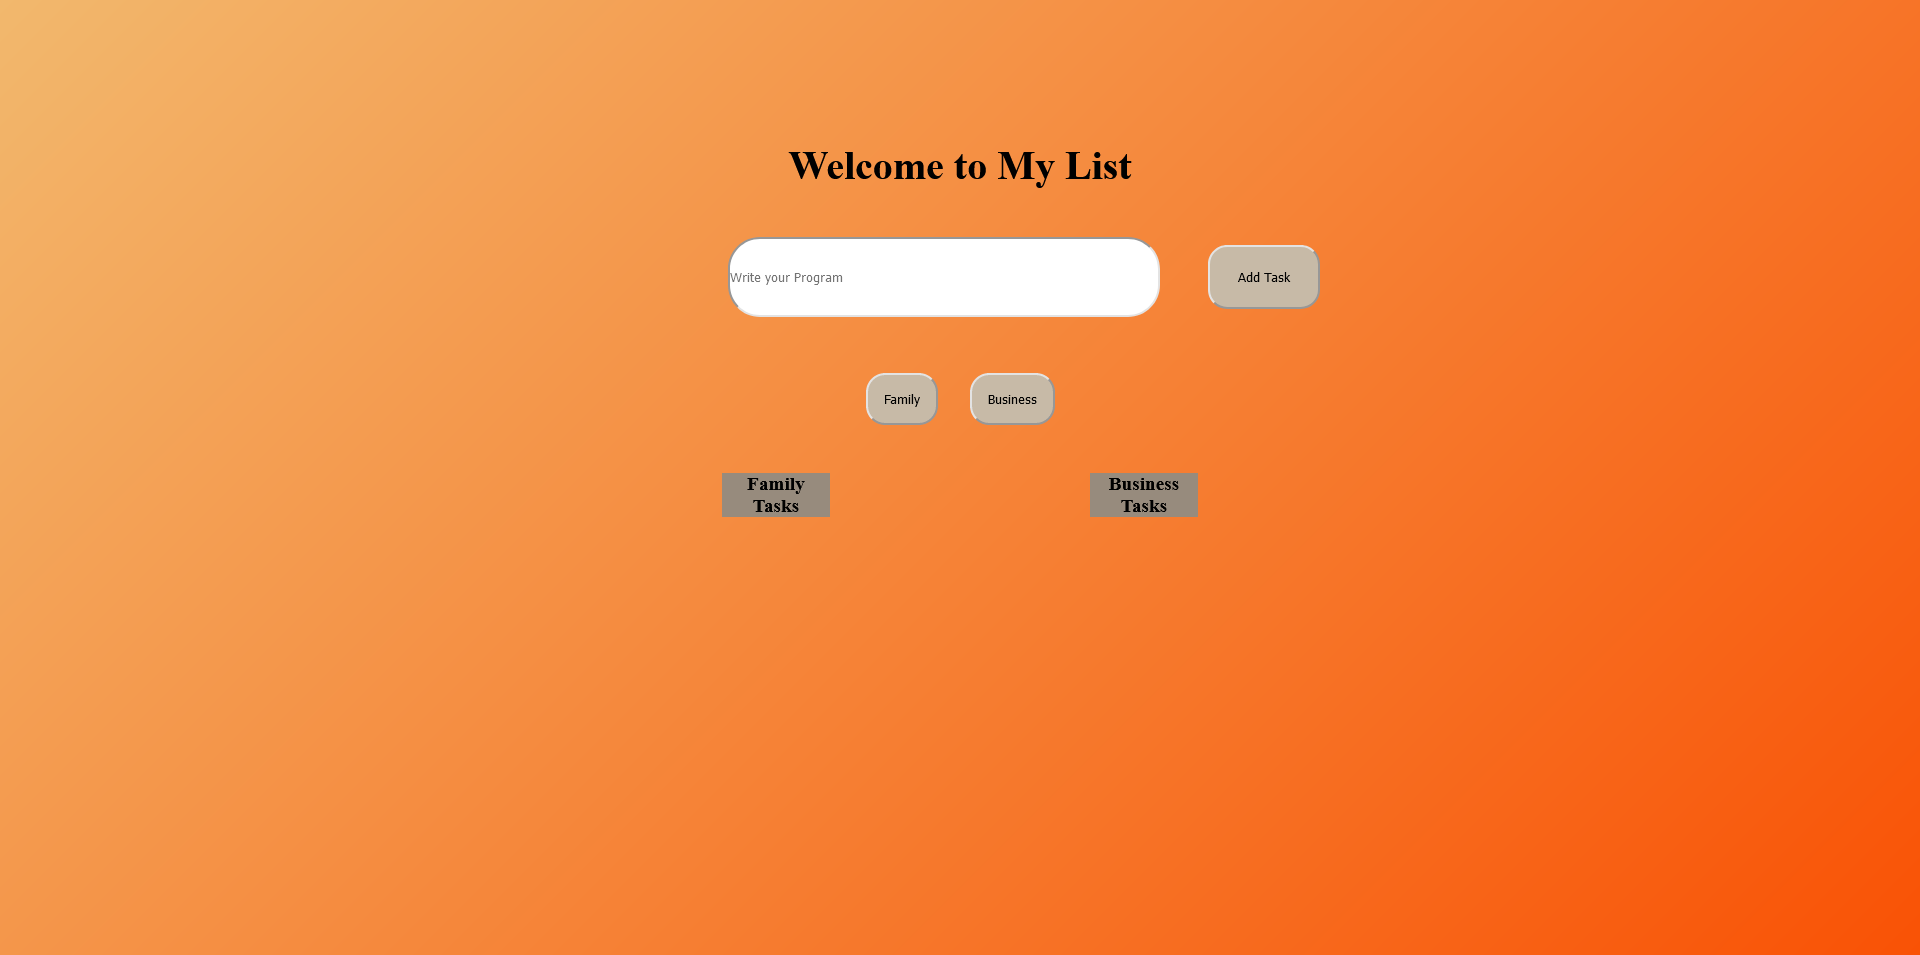 Welcome to My List
Write your Program
Add Task
Family
Business
Family
Tasks
Business
Tasks